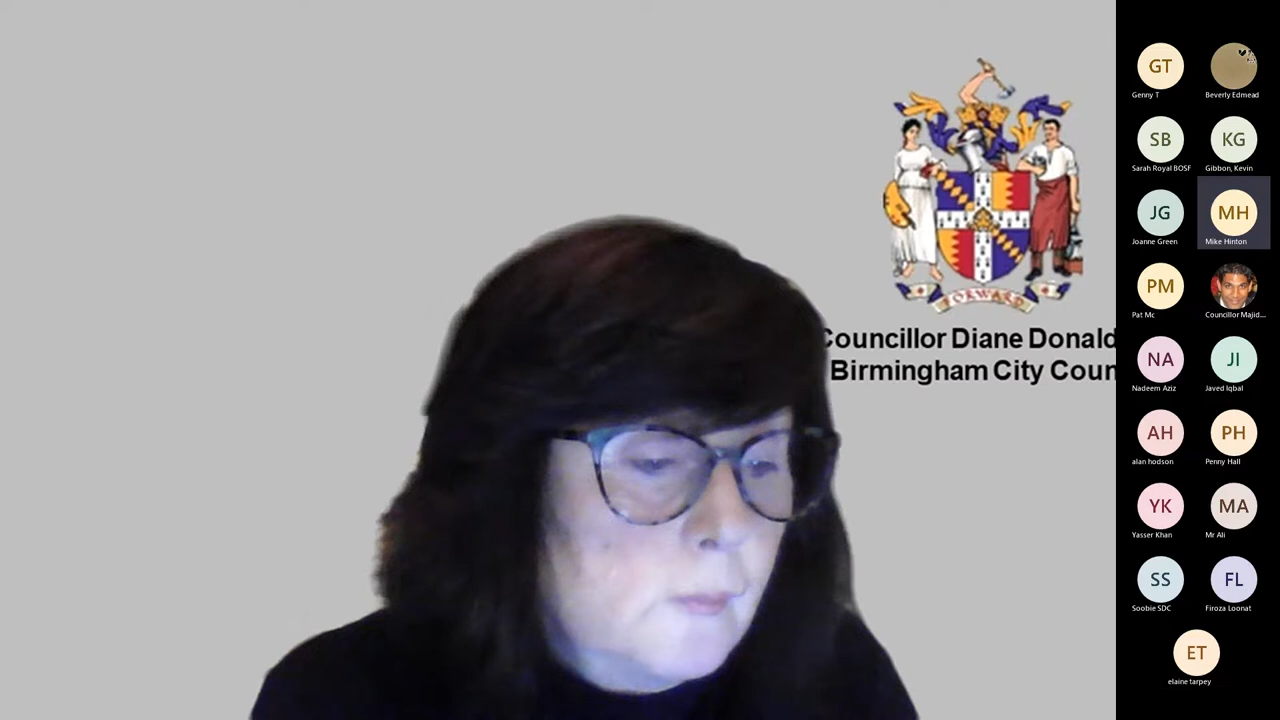 FORWARD
Councillor Diane Donald
Birmingham City Coun
GT
Genny T
Beverly Edmead
SB
Sarah Royal BOSF
KG
Gibbon, Kevin
JG
Joanne Green
MH
Mike Hinton
PM
Pat Mc
Councillor Majid...
NA
Nadeem Aziz
JI
Javed Iqbal
AH
alan hodson
PH
Penny Hall
YK
Yasser Khan
MA
Mr Ali
SS
Soobie SDC
FL
Firoza Loonat
ET
elaine tarpey